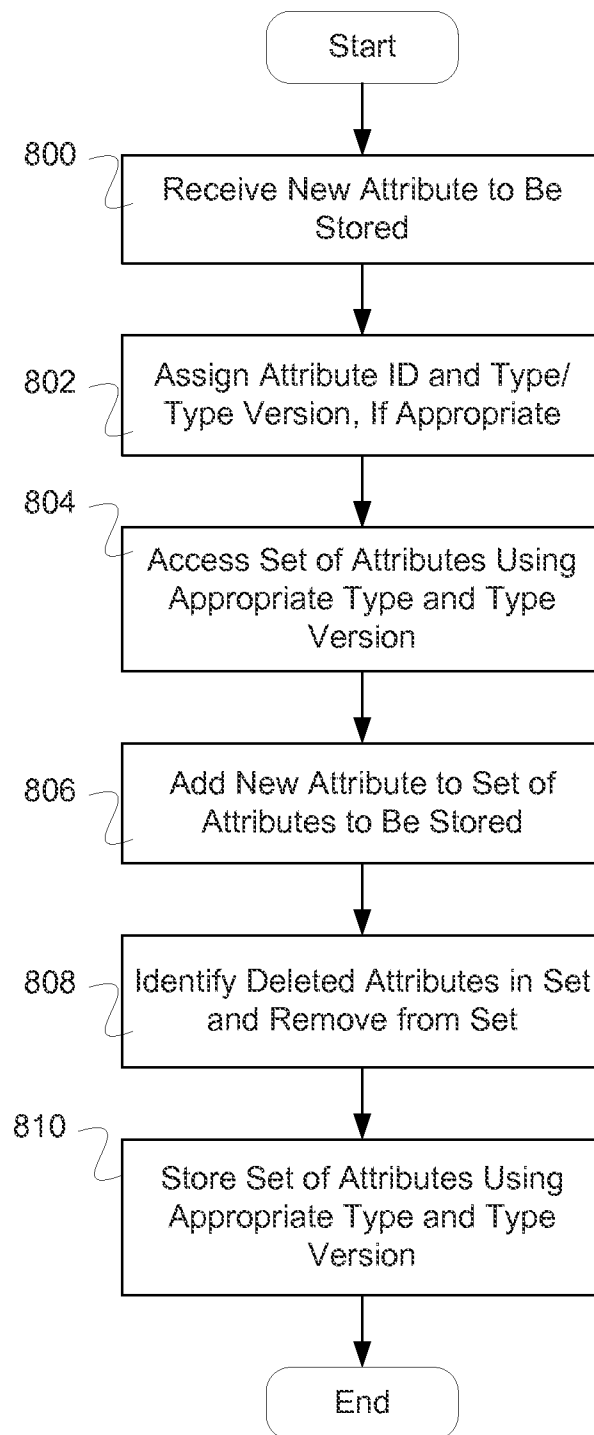 Start
800
Receive New Attribute to Be
Stored
802
Assign Attribute ID and Type/
Type Version, If Appropriate
804
Access Set of Attributes Using
Appropriate Type and Type
Version
806
Add New Attribute to Set of
Attributes to Be Stored
808
Identify Deleted Attributes in Set
and Remove from Set
810
Store Set of Attributes Using
Appropriate Type and Type
Version
End